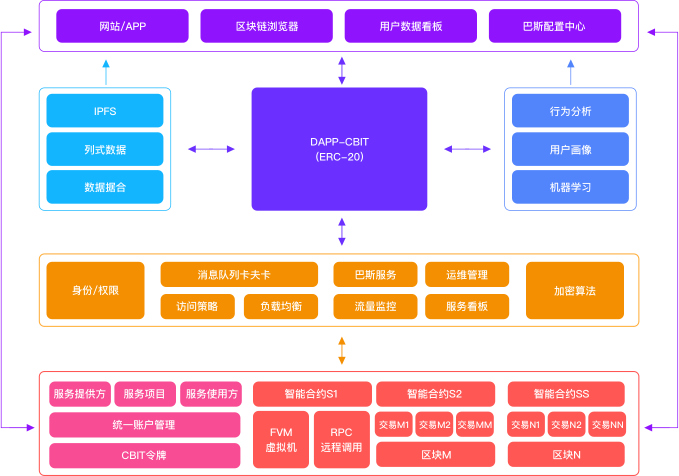 网站/APP
区块链浏览器
用户数据看板
巴斯配置中心
IPFS
列式数据
数据据合
DAPP-CBIT
(ERC-20)
行为分析
用户画像
机器学习
身份/权限
消息队列卡夫卡
访问策略
负载均衡
巴斯服务
运维管理
流量监控
服务看板
加密算法
服务提供方
服务项目
服务使用方
统一账户管理
CBIT令牌
智能合约S1
FVM
虚拟机
RPC
远程调用
智能合约S2
交易M1
交易M2
交易MM
区块M
智能合约SS
交易N1
交易N2
交易NN
区块N